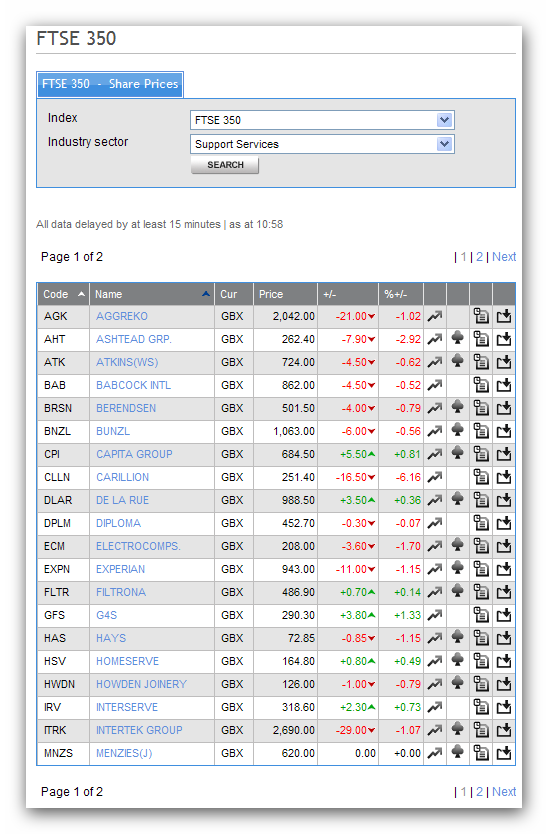 FTSE 350
FTSE 350 - Share Prices
Index FTSE 350
Industry sector Support Services
SEARCH
All data delayed by at least 15 minutes | as at 10:58
Page 1 of 2 | 1 | 2 | Next
Code Name Cur Price +/- %+/-
AGK AGGREKO GBX 2,042.00 -21.00 -1.02
AHT ASHTEAD GRP. GBX 262.40 -7.90 -2.92
ATK ATKINS(WS) GBX 724.00 -4.50 -0.62
BAB BABCOCK INTL GBX 862.00 -4.50 -0.52
BRSN BERENDSEN GBX 501.50 -4.00 -0.79
BNZL BUNZL GBX 1,063.00 -6.00 -0.56
CPI CAPITA GROUP GBX 684.50 +5.50 +0.81
CLLN CARILLION GBX 251.40 -16.50 -6.16
DLAR DE LA RUE GBX 988.50 +3.50 +0.36
DPLM DIPLOMA GBX 452.70 -0.30 -0.07
ECM ELECTROCOMPS. GBX 208.00 -3.60 -1.70
EXPN EXPERIAN GBX 943.00 -11.00 -1.15
FLTR FILTRONA GBX 486.90 +0.70 +0.14
GFS G4S GBX 290.30 +3.80 +1.33
HAS HAYS GBX 72.85 -0.85 -1.15
HSV HOMESERVE GBX 164.80 +0.80 +0.49
HWDN HOWDEN JOINERY GBX 126.00 -1.00 -0.79
IRV INTERSERVE GBX 318.60 +2.30 +0.73
ITRK INTERTEK GROUP GBX 2,690.00 -29.00 -1.07
MNZS MENZIES(J) GBX 620.00 0.00 +0.00
Page 1 of 2 | 1 | 2 | Next